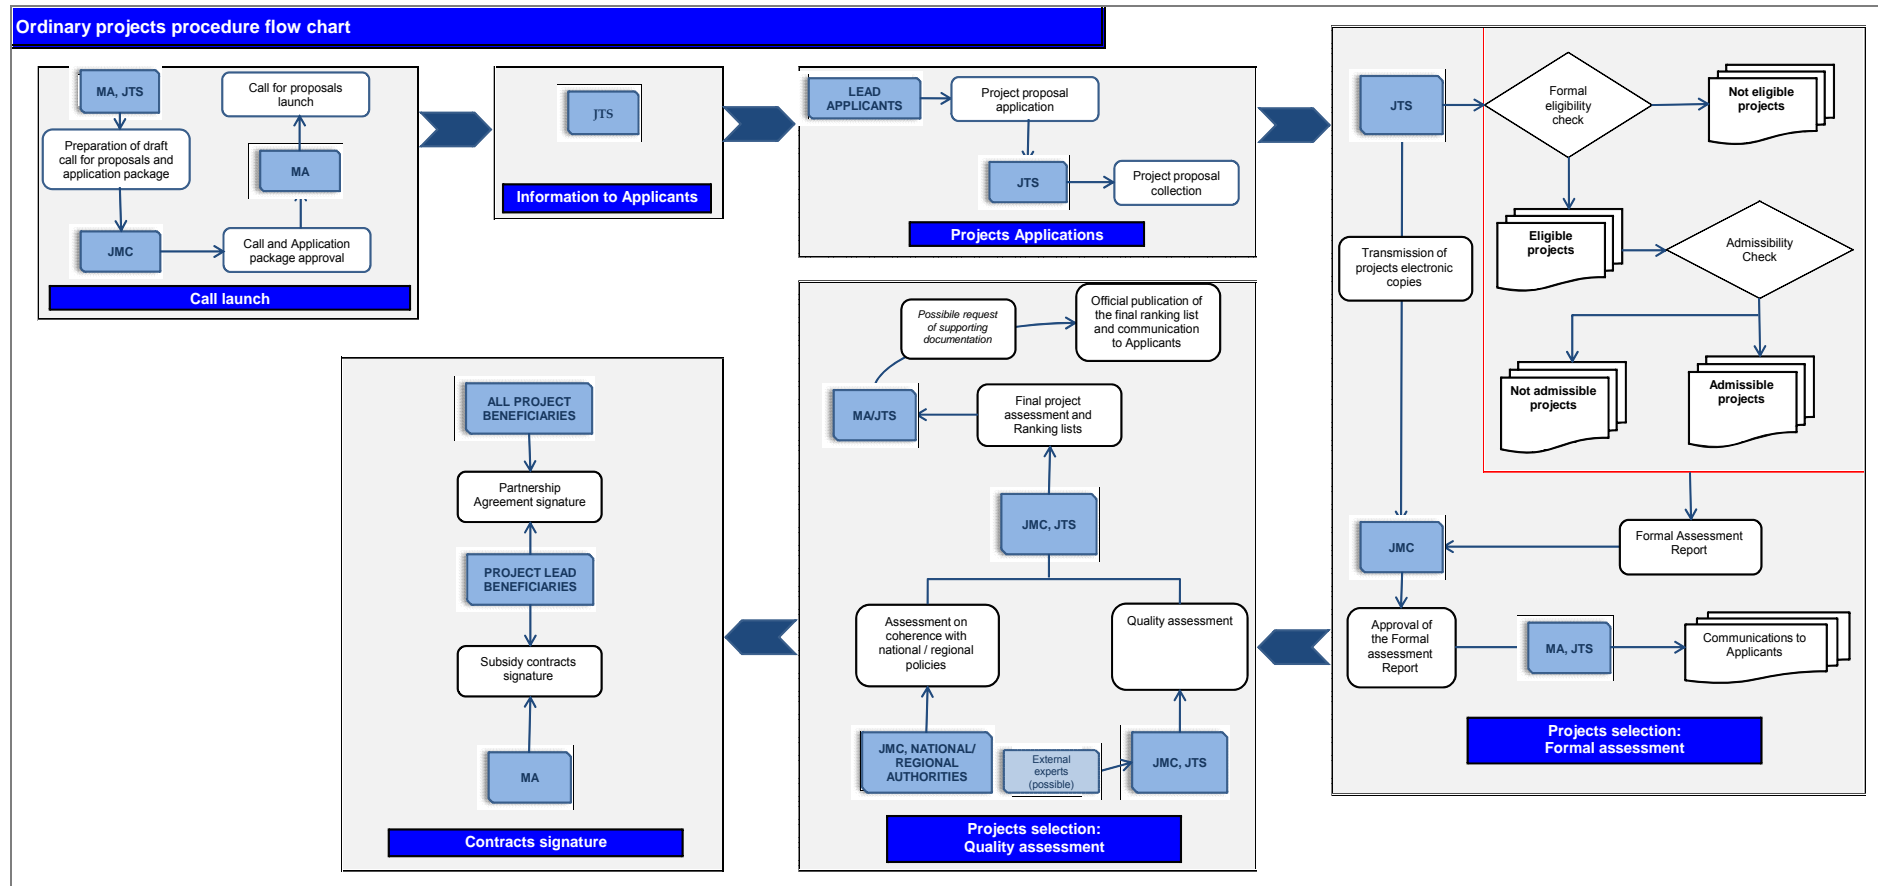 Ordinary projects procedure flow chart
MA, JTS
Preparation of draft
call for proposals and
application package
JMC
Call and Application
package approval
MA
Call for proposals
launch
Call launch
JTS
Information to Applicants
LEAD
APPLICANTS
Project proposal
application
JTS
Project proposal
collection
Projects Applications
JTS
Formal
eligibility
check
Not eligible
projects
Eligible
projects
Admissibility
Check
Not admissible
projects
Admissible
projects
Transmission of
projects electronic
copies
Formal Assessment
Report
JMC
Approval of
the Formal
assessment
Report
MA, JTS
Communications to
Applicants
Projects selection:
Formal assessment
Possibile request
of supporting
documentation
Official publication of
the final ranking list
and communication
to Applicants
MA/JTS
Final project
assessment and
Ranking lists
JMC, JTS
Assessment on
coherence with
national / regional
policies
Quality assessment
JMC, NATIONAL/
REGIONAL
AUTHORITIES
External
experts
(possible)
JMC, JTS
Projects selection:
Quality assessment
ALL PROJECT
BENEFICIARIES
Partnership
Agreement signature
PROJECT LEAD
BENEFICIARIES
Subsidy contracts
signature
MA
Contracts signature